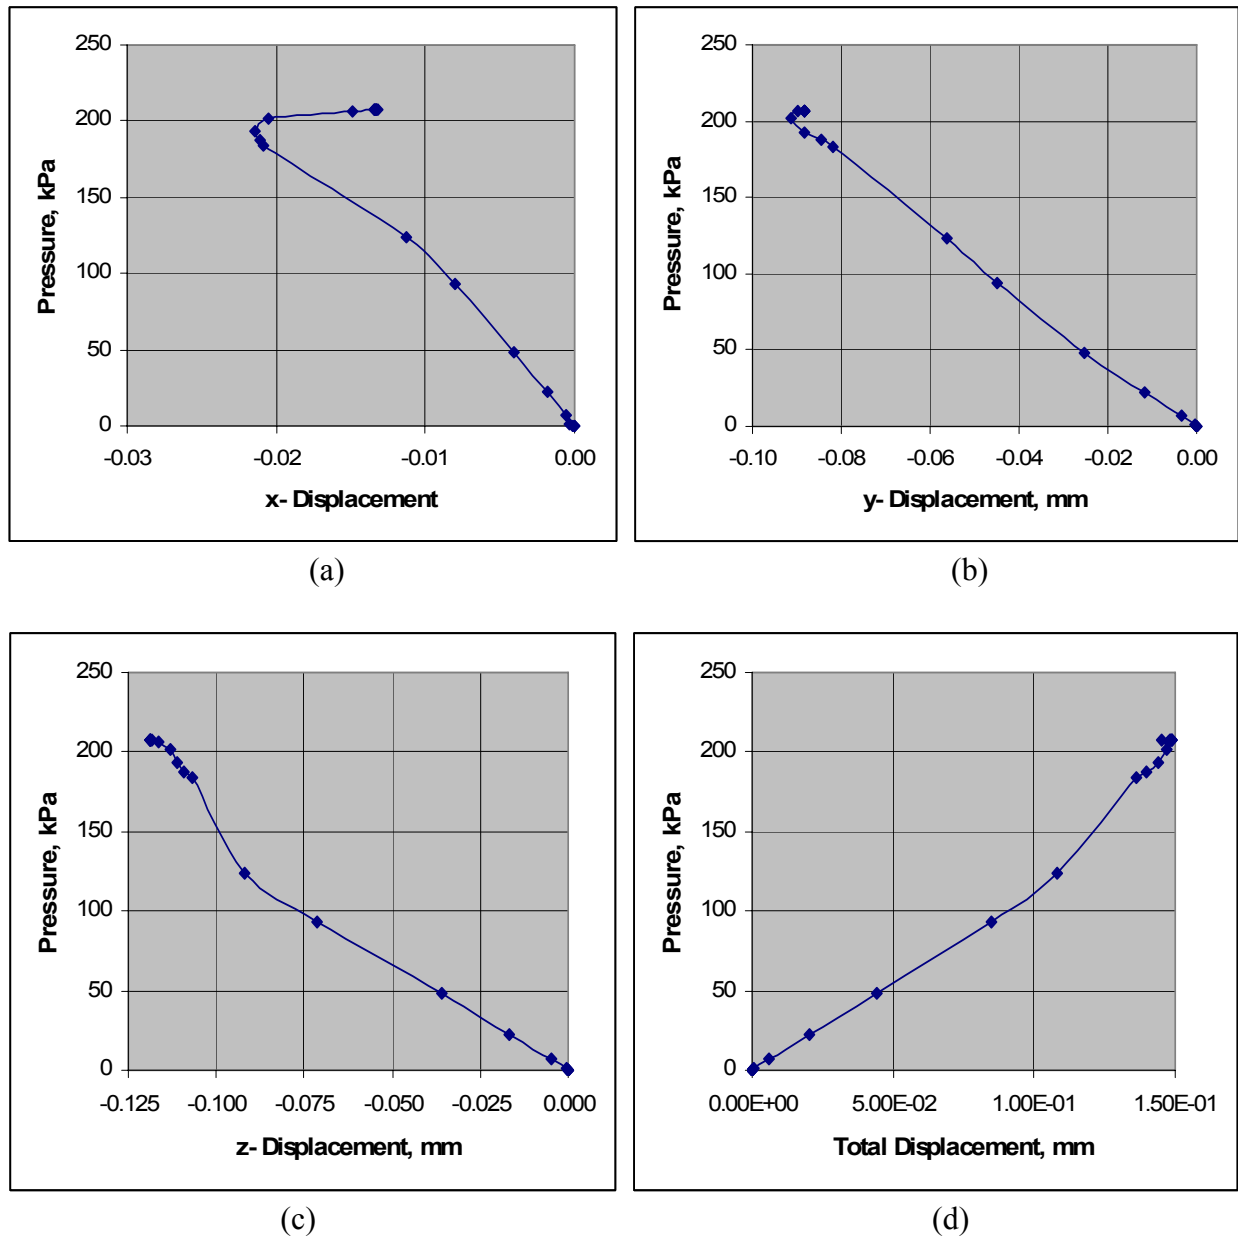 250
200
150
100
50
0
Pressure, kPa
-0.03 -0.02 -0.01 0.00
x- Displacement
(a)
250
200
150
100
50
0
Pressure, kPa
-0.10 -0.08 -0.06 -0.04 -0.02 0.00
y- Displacement, mm
(b)
250
200
150
100
50
0
Pressure, kPa
-0.125 -0.100 -0.075 -0.050 -0.025 0.000
z- Displacement, mm
(c)
250
200
150
100
50
0
Pressure, kPa
0.00E+00 5.00E-02 1.00E-01 1.50E-01
Total Displacement, mm
(d)